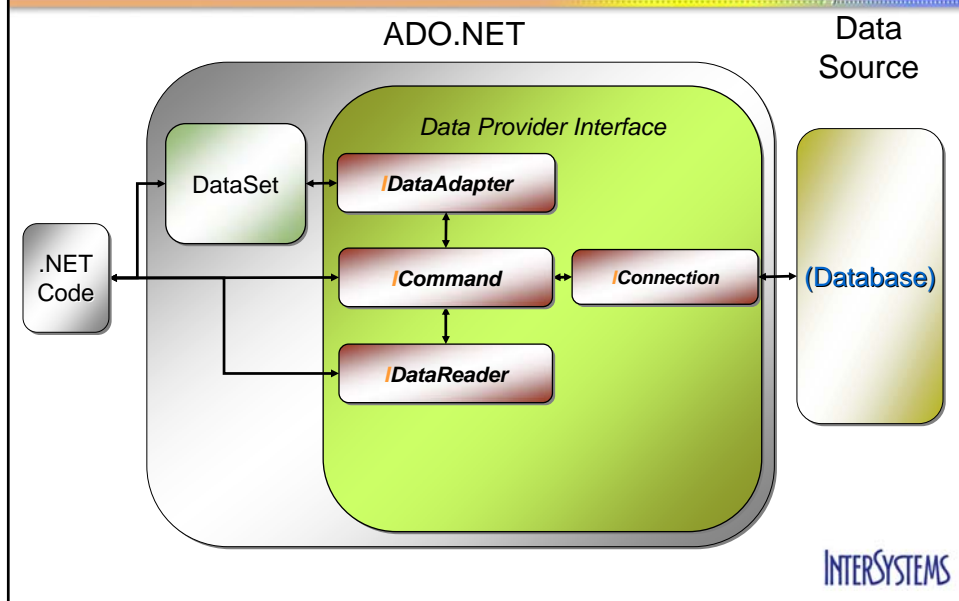 ADO.NET
Data
Source
Data Provider Interface
DataSet
IDataAdapter
.NET
Code
ICommand
IConnection
(Database)
IDataReader
INTERSYSTEMS